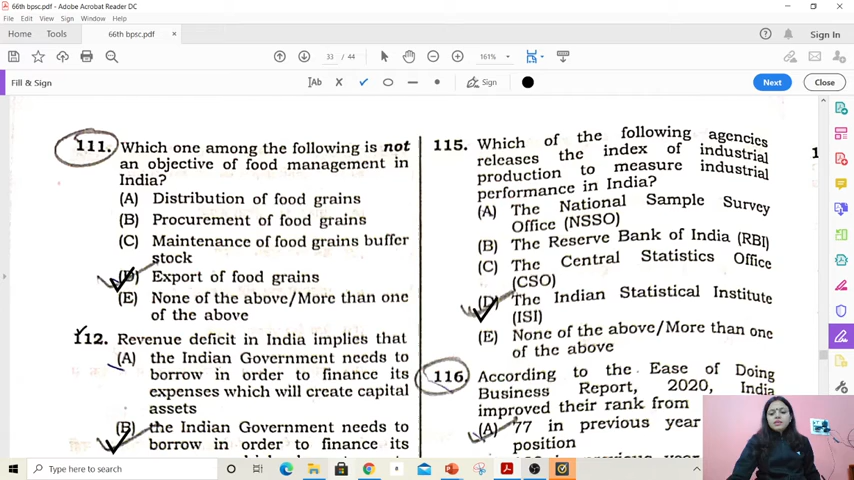 66th bpsc.pdf - Adobe Acrobat Reader DC
File Edit View Sign Window Help
Home Tools 66th bpsc.pdf × Sign In
33 / 44 161%
Fill & Sign Ab Sign Next Close
111. Which one among the following is not
an objective of food management in
India?
(A) Distribution of food grains
(B) Procurement of food grains
(C) Maintenance of food grains buffer
stock
(D) Export of food grains
(E) None of the above/More than one
of the above
112. Revenue deficit in India implies that
(A) the Indian Government needs to
borrow in order to finance its
expenses which will create capital
assets
(B) the Indian Government needs to
borrow in order to finance its
115. Which of the following agencies
releases the index of industrial
production to measure industrial
performance in India?
(A) The National Sample Survey
Office (NSSO)
(B) The Reserve Bank of India (RBI)
(C) The Central Statistics Office
(CSO)
(D) The Indian Statistical Institute
(ISI)
(E) None of the above/More than one
of the above
116. According to the Ease of Doing
Business Report, 2020, India
improved their rank from
(A) 77 in previous year
position
Type here to search